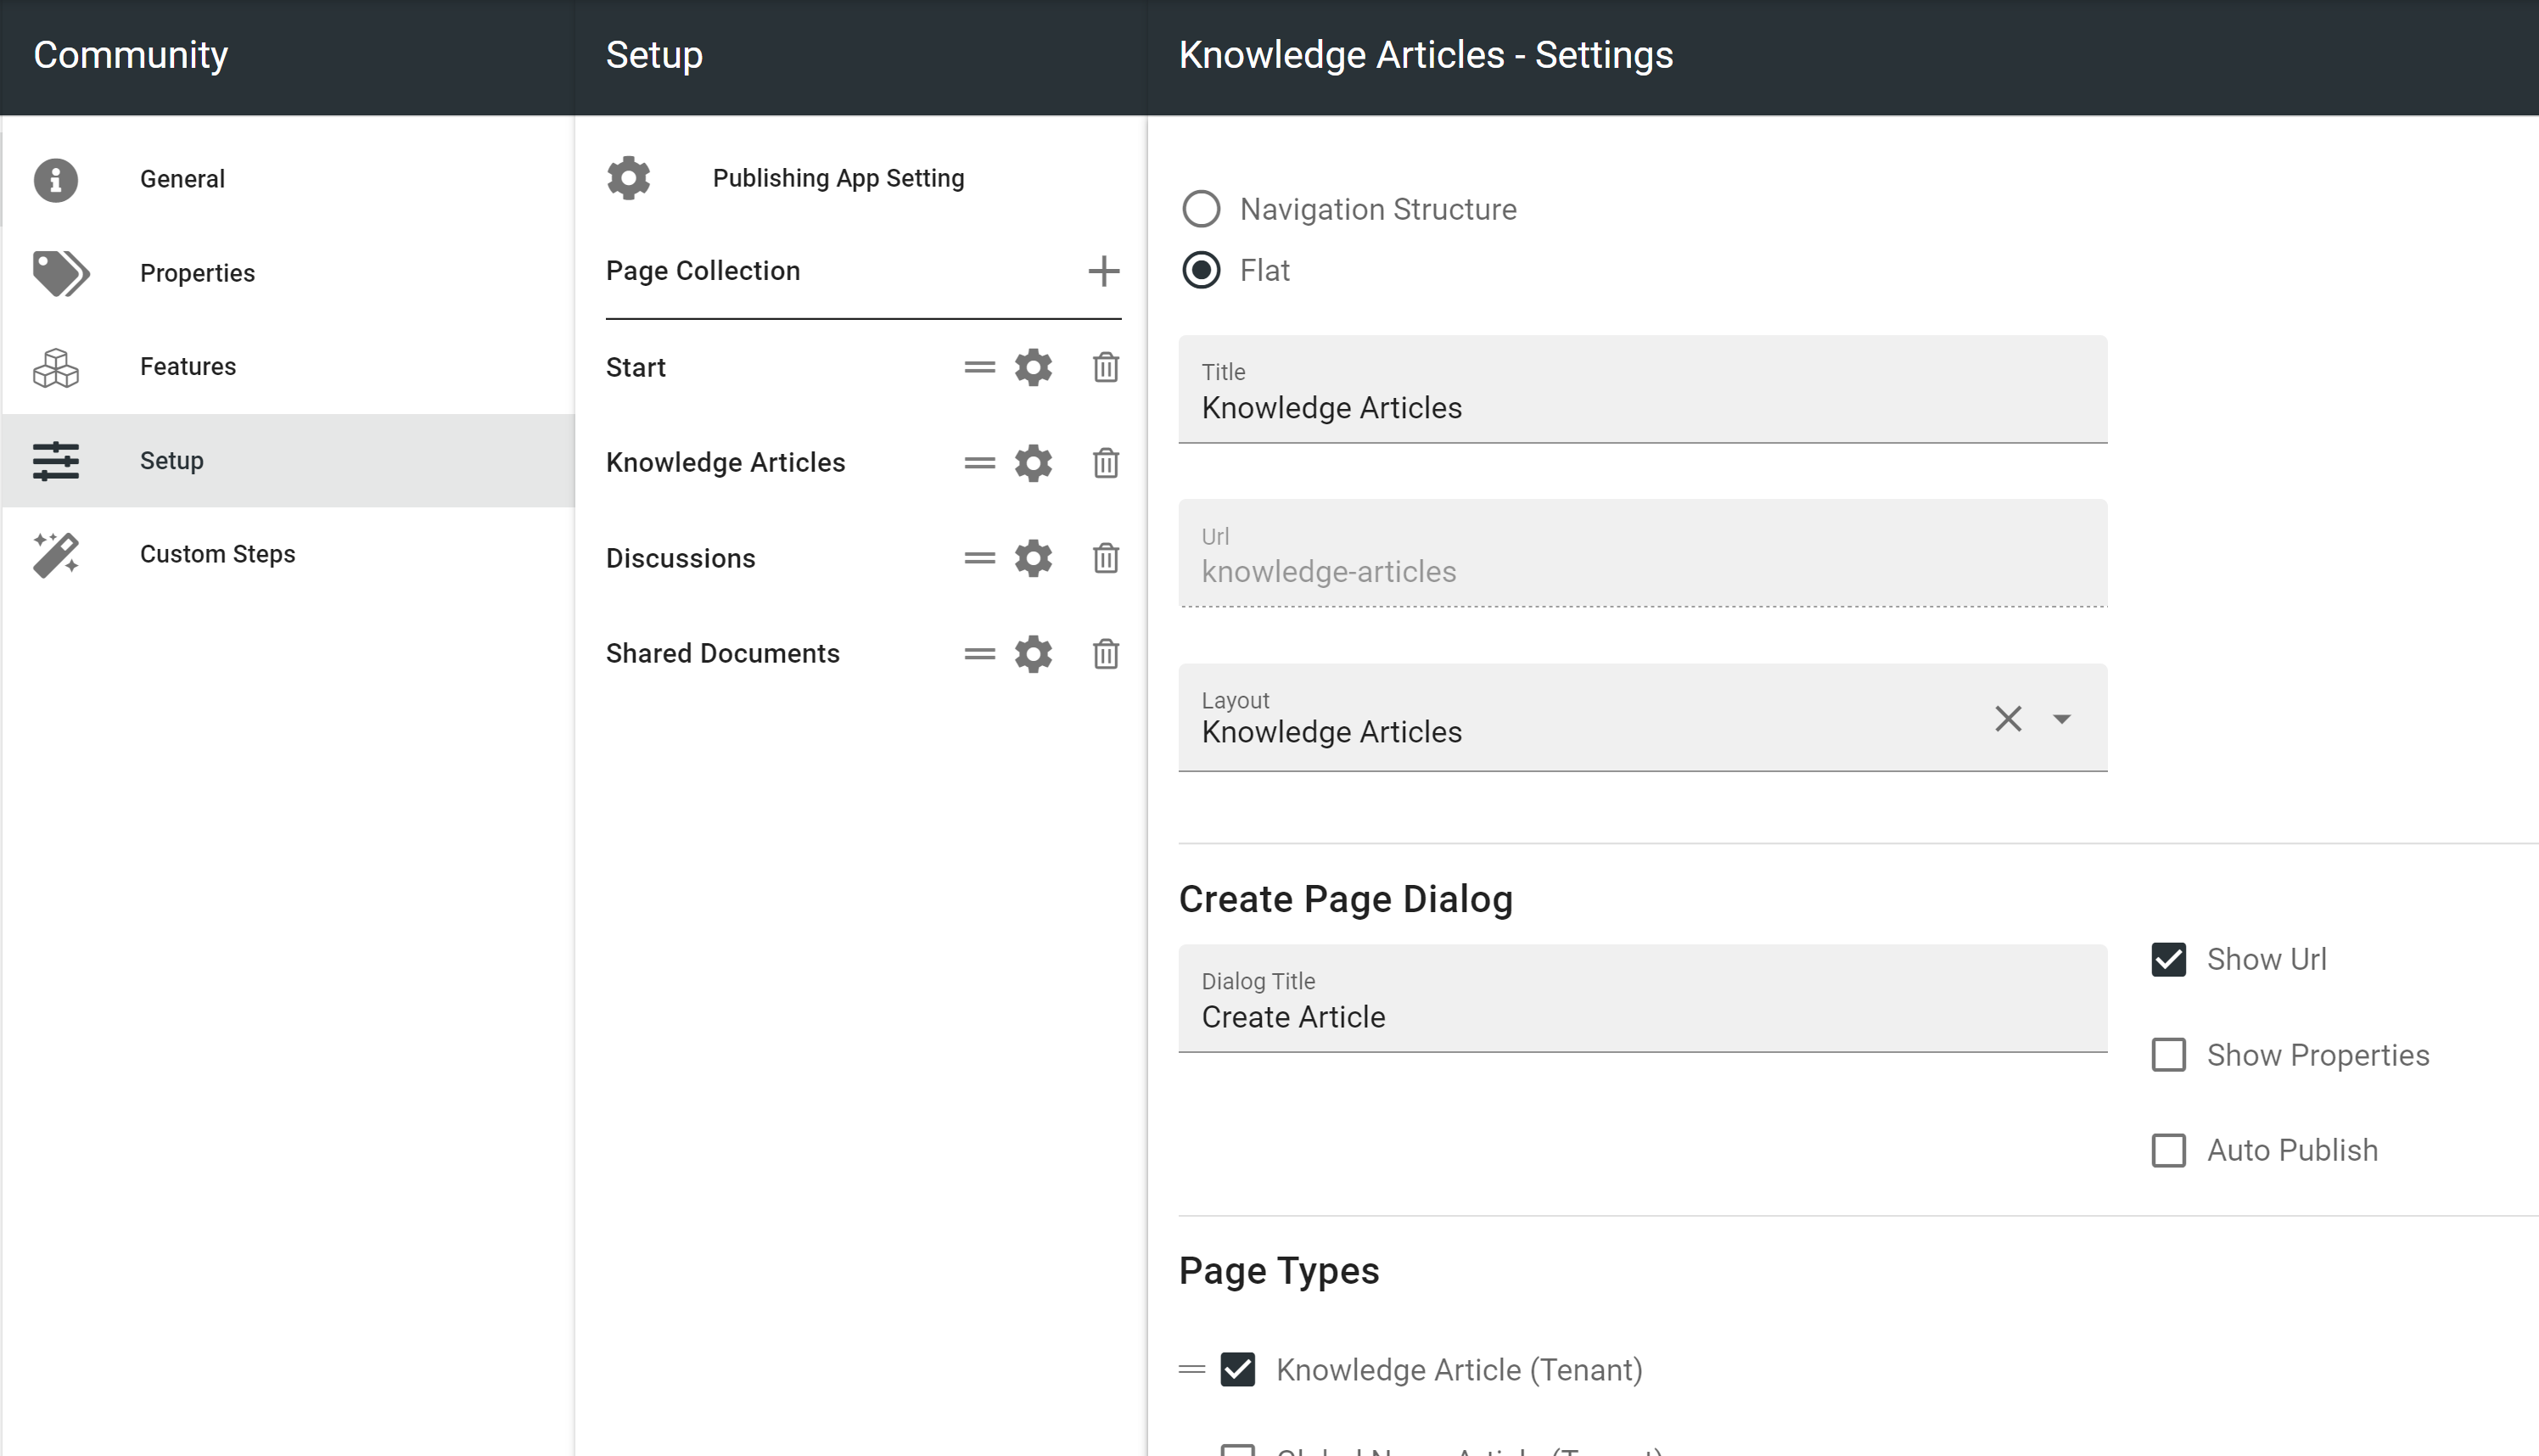 Community
Setup
Knowledge Articles - Settings
General
Properties
Features
Setup
Custom Steps
Publishing App Setting
Page Collection
Start
Knowledge Articles
Discussions
Shared Documents
Navigation Structure
Flat
Title
Knowledge Articles
Url
knowledge-articles
Layout
Knowledge Articles
Create Page Dialog
Dialog Title
Create Article
Show Url
Show Properties
Auto Publish
Page Types
Knowledge Article (Tenant)